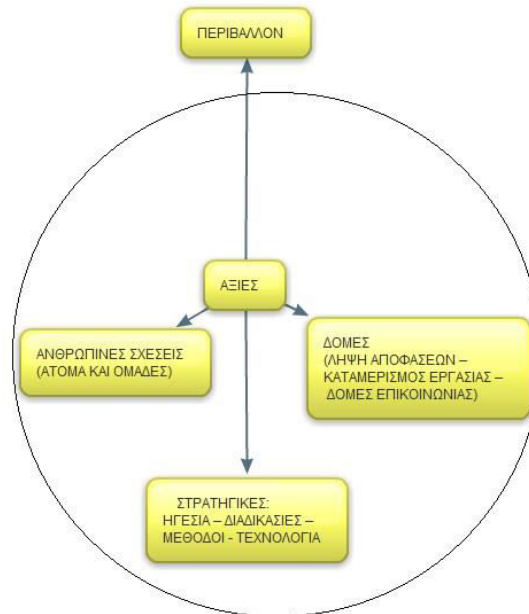 ΠΕΡΙΒΑΛΛΟΝ
ΑΞΙΕΣ
ΑΝΘΡΩΠΙΝΕΣ ΣΧΕΣΕΙΣ
(ΑΤΟΜΑ ΚΑΙ ΟΜΑΔΕΣ)
ΔΟΜΕΣ
(ΛΗΨΗ ΑΠΟΦΑΣΕΩΝ –
ΚΑΤΑΜΕΡΙΣΜΟΣ ΕΡΓΑΣΙΑΣ –
ΔΟΜΕΣ ΕΠΙΚΟΙΝΩΝΙΑΣ)
ΣΤΡΑΤΗΓΙΚΕΣ:
ΗΓΕΣΙΑ – ΔΙΑΔΙΚΑΣΙΕΣ –
ΜΕΘΟΔΟΙ - ΤΕΧΝΟΛΟΓΙΑ